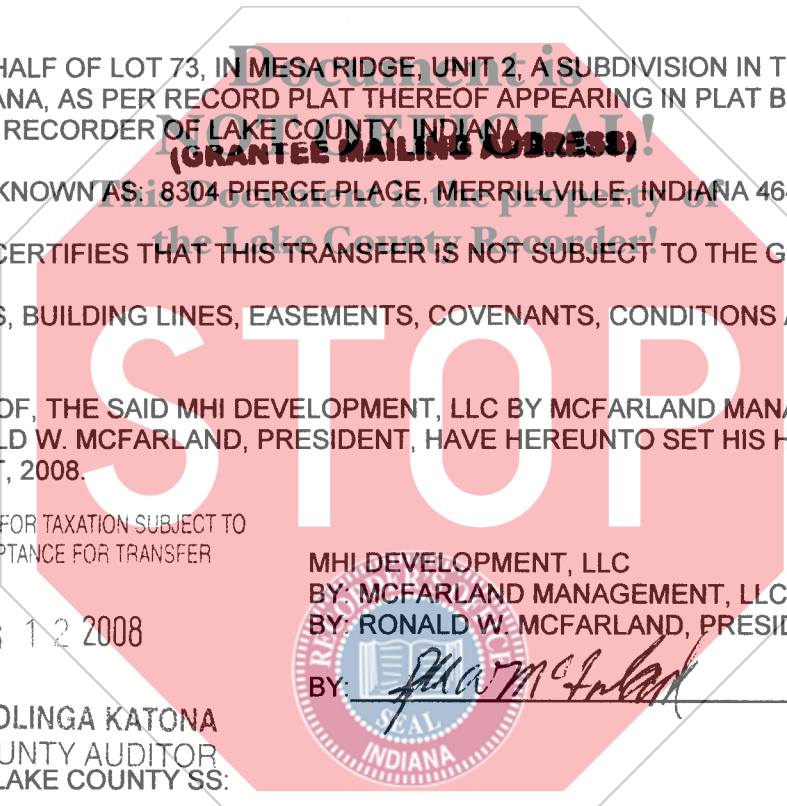 Document is
HALF OF LOT 73, IN MESA RIDGE, UNIT 2, A SUBDIVISION IN T
ANA, AS PER RECORD PLAT THEREOF APPEARING IN PLAT B
NOT OFFICIAL!
RECORDER OF LAKE COUNTY, INDIANA
(GRANTEE MAILING ADDRESS)
KNOWN AS: 8304 PIERCE PLACE, MERRILLVILLE, INDIANA 46
This Document is the property of
the Lake County Recorder!
CERTIFIES THAT THIS TRANSFER IS NOT SUBJECT TO THE G
S, BUILDING LINES, EASEMENTS, COVENANTS, CONDITIONS A
STOP
OF, THE SAID MHI DEVELOPMENT, LLC BY MCFARLAND MANA
LD W. MCFARLAND, PRESIDENT, HAVE HEREUNTO SET HIS H
T, 2008.
FOR TAXATION SUBJECT TO
PTANCE FOR TRANSFER
MHI DEVELOPMENT, LLC
BY: MCFARLAND MANAGEMENT, LLC
12 2008
BY: RONALD W. MCFARLAND, PRESID
BY:
RECORDER'S OFFICE
SEAL
INDIANA
OLINGA KATONA
UNTY AUDITOR
LAKE COUNTY SS: